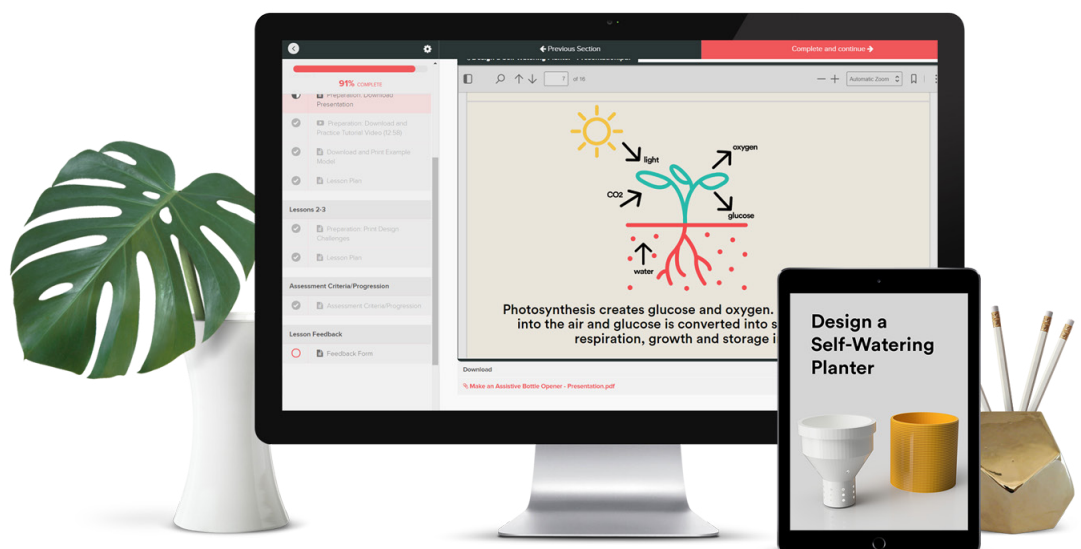 Previous Section
Complete and continue
91% COMPLETE
Preparation: Download
Presentation
Preparation: Download and
Practice Tutorial Video (12:58)
Download and Print Example
Model
Lesson Plan
Lessons 2-3
Preparation: Print Design
Challenges
Lesson Plan
Assessment Criteria/Progression
Assessment Criteria/Progression
Lesson Feedback
Feedback Form
7 of 16
Automatic Zoom
light
oxygen
CO2
glucose
water
Photosynthesis creates glucose and oxygen.
into the air and glucose is converted into s
respiration, growth and storage i
Download
Make an Assistive Bottle Opener - Presentation.pdf
Design a
Self-Watering
Planter